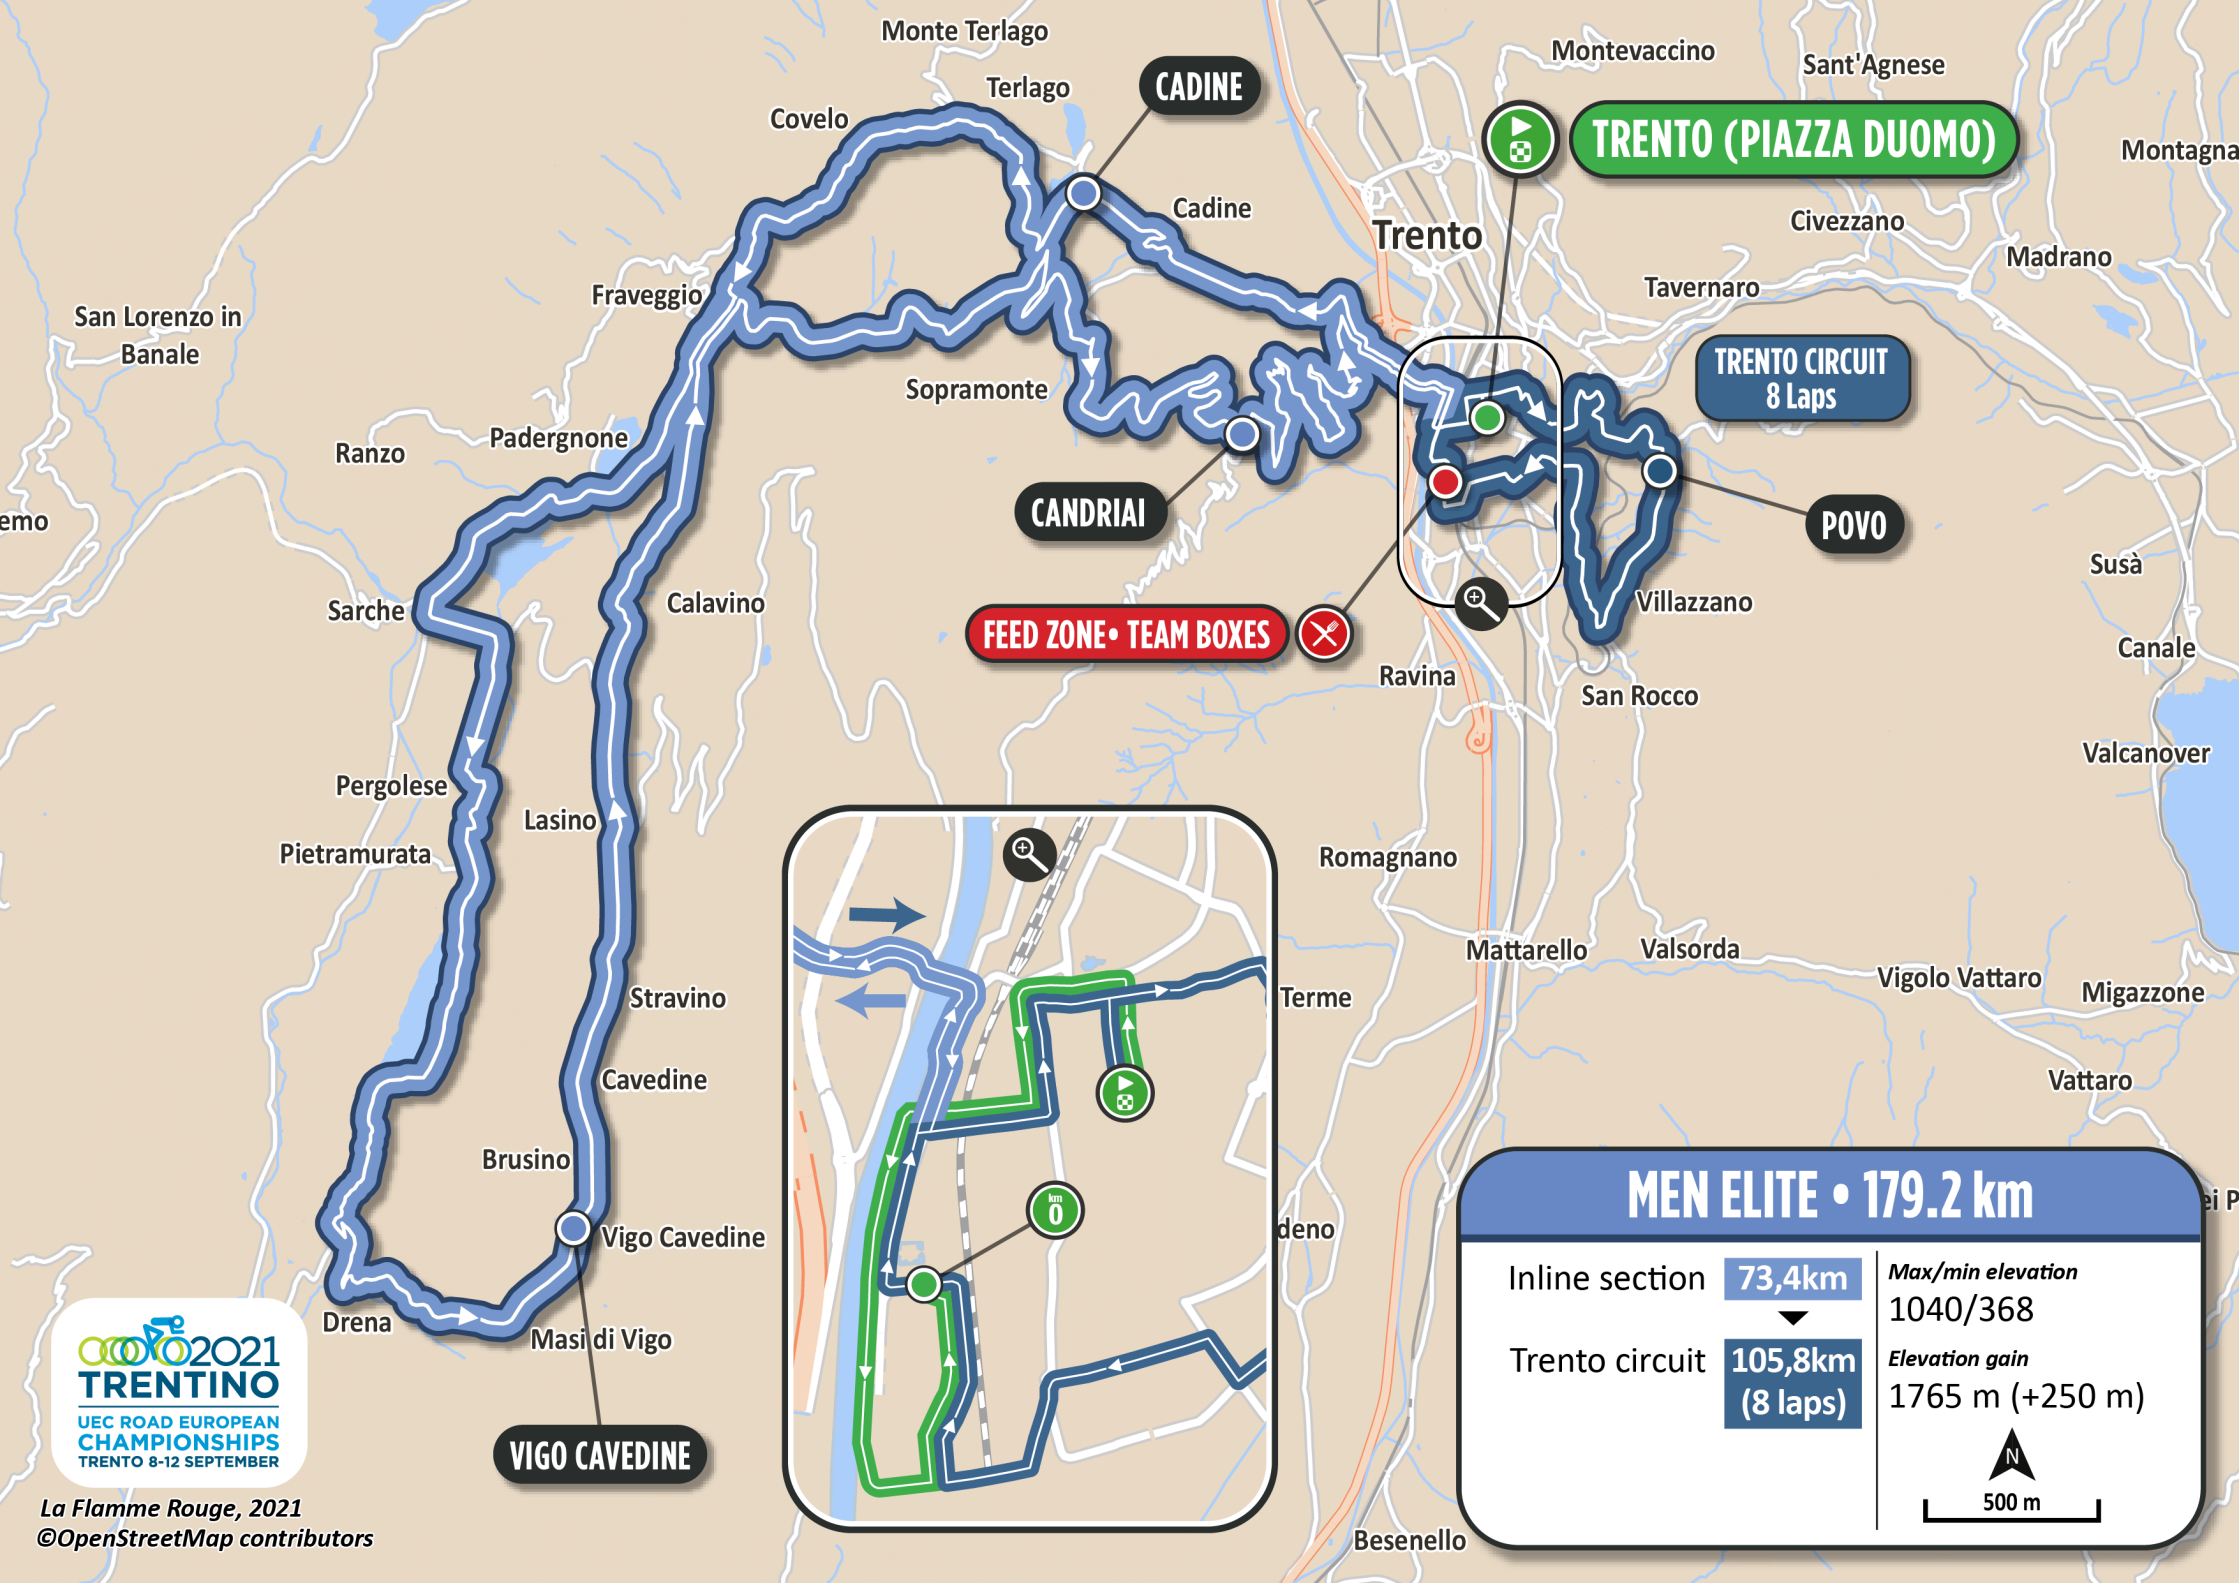 Monte Terlago
Montevaccino
Sant'Agnese
Terlago
CADINE
Covelo
TRENTO (PIAZZA DUOMO)
Montagna
Cadine
Trento
Civezzano
Madrano
Fraveggio
Tavernaro
San Lorenzo in
Banale
TRENTO CIRCUIT
8 Laps
Sopramonte
Padergnone
Ranzo
CANDRIAI
POVO
emo
Susà
Sarche
Calavino
Villazzano
FEED ZONE• TEAM BOXES
Canale
Ravina
San Rocco
Valcanover
Pergolese
Lasino
Pietramurata
Romagnano
Mattarello
Valsorda
Vigolo Vattaro
Migazzone
Stravino
Terme
Cavedine
Vattaro
Brusino
km
0
deno
ei P
Vigo Cavedine
Drena
Masi di Vigo
VIGO CAVEDINE
Besenello
MEN ELITE • 179.2 km
Inline section 73,4km
Trento circuit 105,8km
(8 laps)
Max/min elevation
1040/368
Elevation gain
1765 m (+250 m)
N
500 m
2021
TRENTINO
UEC ROAD EUROPEAN
CHAMPIONSHIPS
TRENTO 8-12 SEPTEMBER
La Flamme Rouge, 2021
©OpenStreetMap contributors